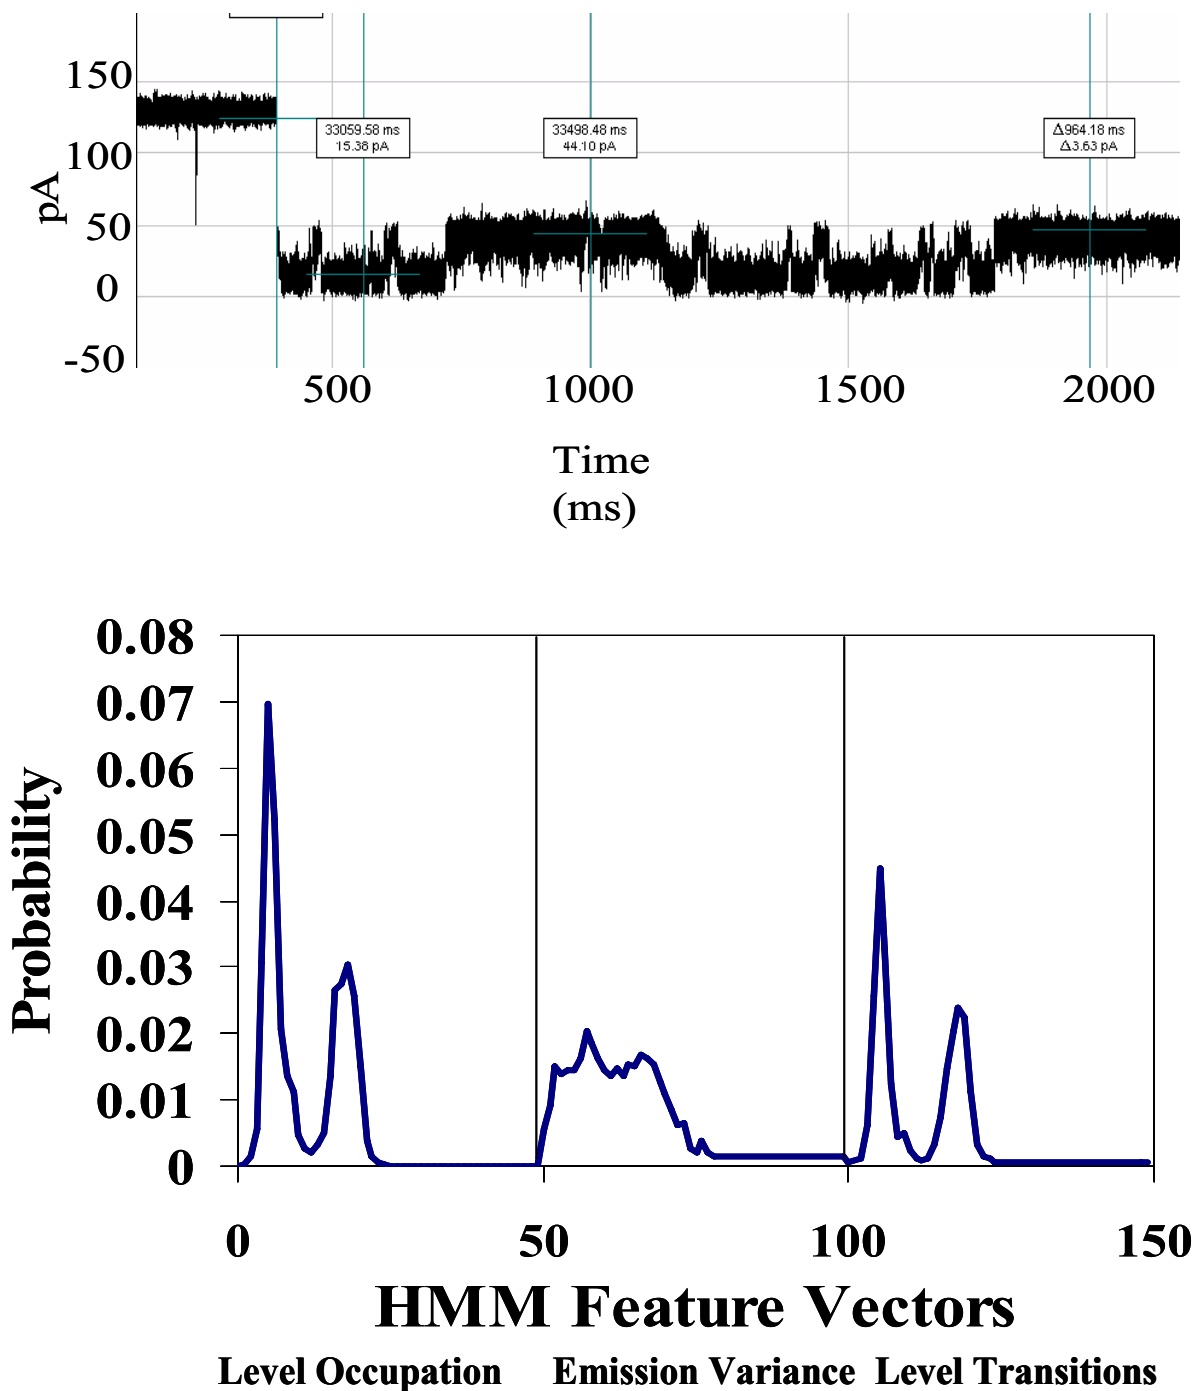 150
33059.58 ms
15.38 pA
33498.48 ms
44.10 pA
Δ964.18 ms
Δ3.63 pA
100
pA
50
0
-50
500 1000 1500 2000
Time
(ms)
0.08
0.07
0.06
0.05
0.04
0.03
0.02
0.01
0
Probability
0 50 100 150
HMM Feature Vectors
Level Occupation Emission Variance Level Transitions